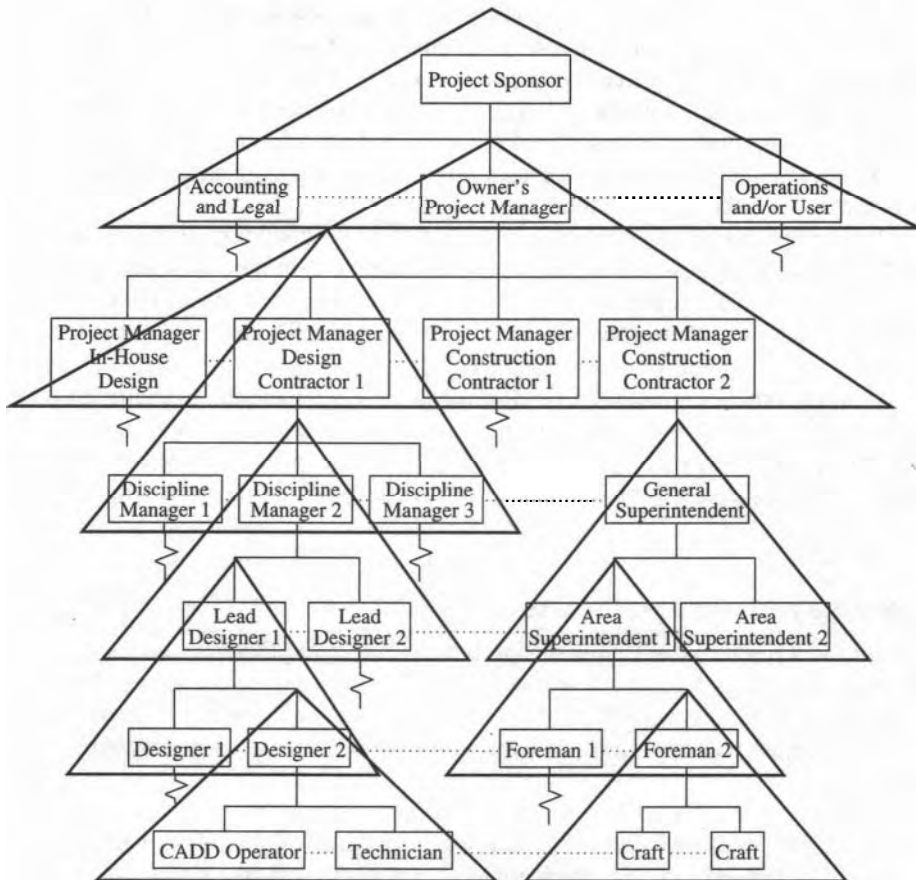 Project Sponsor
Accounting
and Legal
Owner's
Project Manager
Operations
and/or User
Project Manager
In-House
Design
Project Manager
Design
Contractor 1
Project Manager
Construction
Contractor 1
Project Manager
Construction
Contractor 2
Discipline
Manager 1
Discipline
Manager 2
Discipline
Manager 3
General
Superintendent
Lead
Designer 1
Lead
Designer 2
Area
Superintendent 1
Area
Superintendent 2
Designer 1
Designer 2
Foreman 1
Foreman 2
CADD Operator
Technician
Craft
Craft